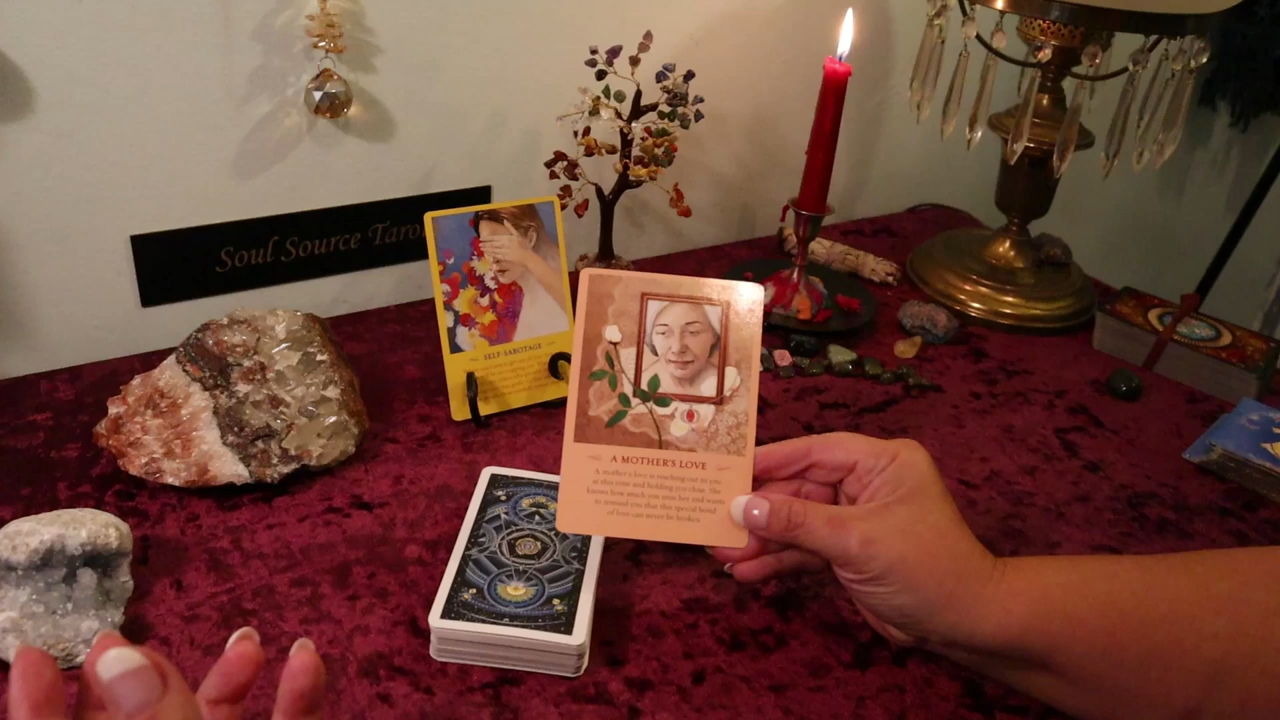 Soul Source Tarot
SELF-SABOTAGE
A MOTHER'S LOVE
A mother's love is reaching out to you
at this time and holding you close. She
knows how much you miss her and wants
to remind you that this special bond
of love can never be broken.